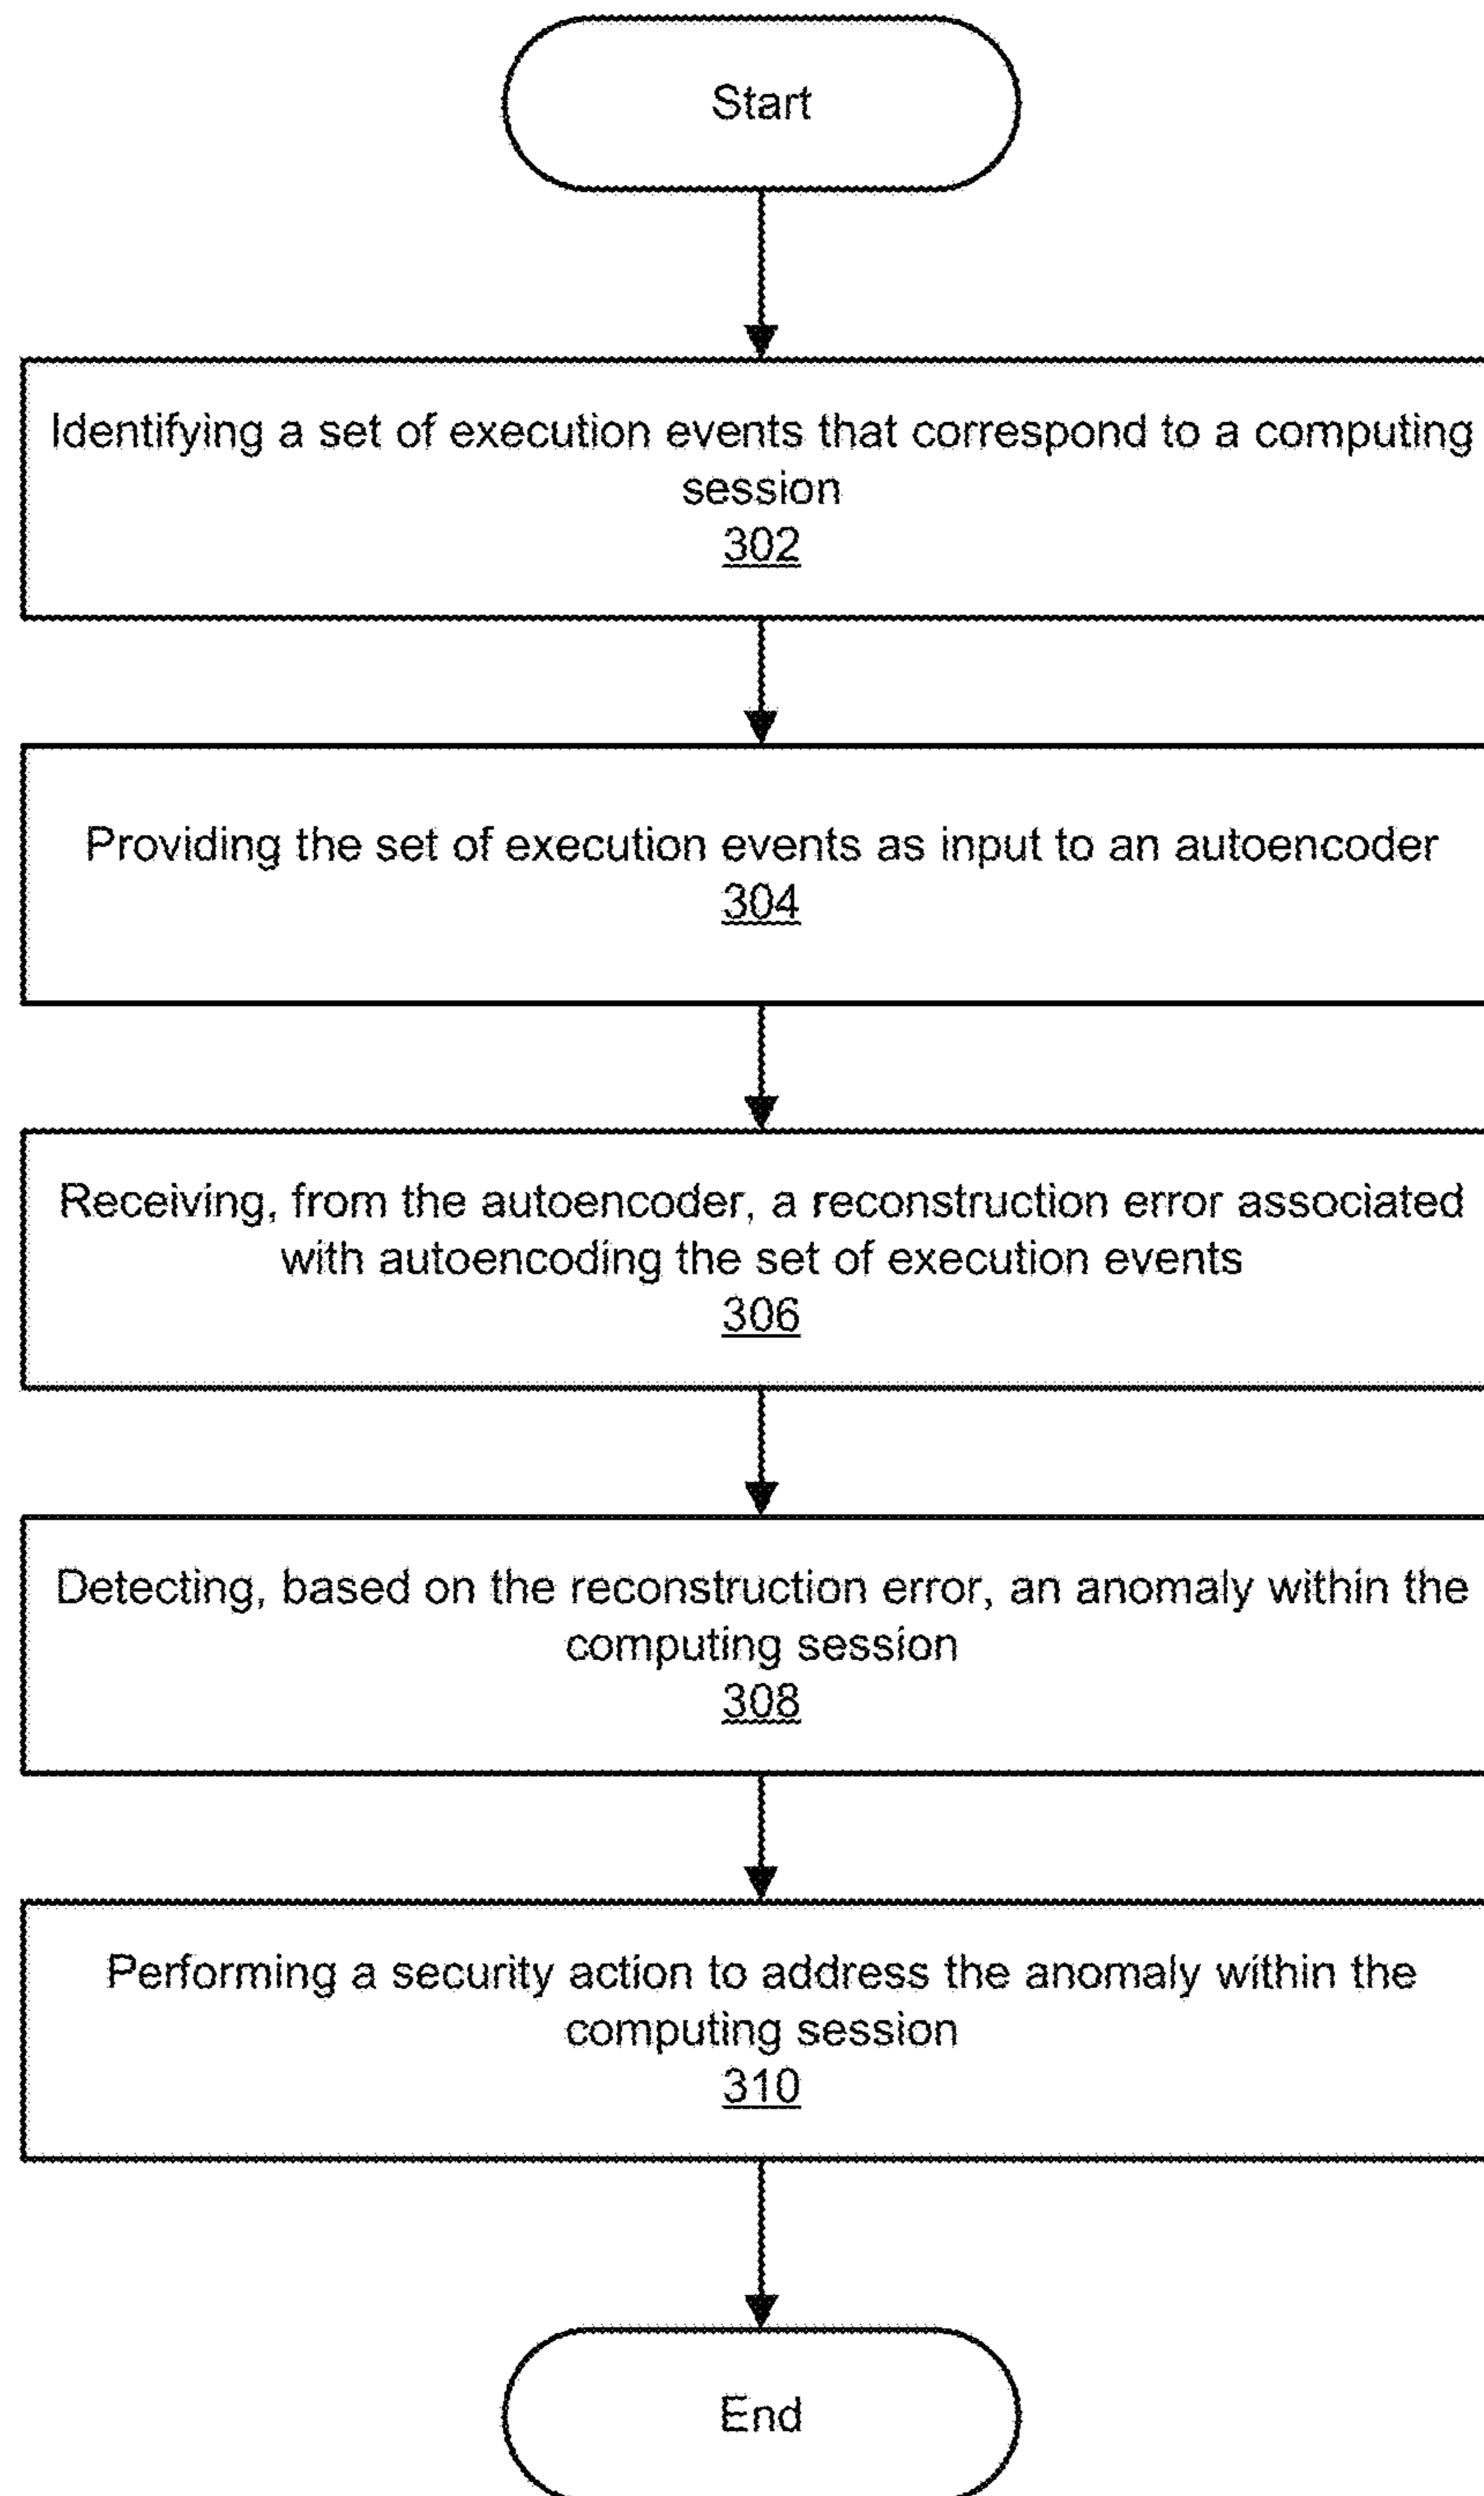 Start
Identifying a set of execution events that correspond to a computing
session
302
Providing the set of execution events as input to an autoencoder
304
Receiving, from the autoencoder, a reconstruction error associated
with autoencoding the set of execution events
306
Detecting, based on the reconstruction error, an anomaly within the
computing session
308
Performing a security action to address the anomaly within the
computing session
310
End